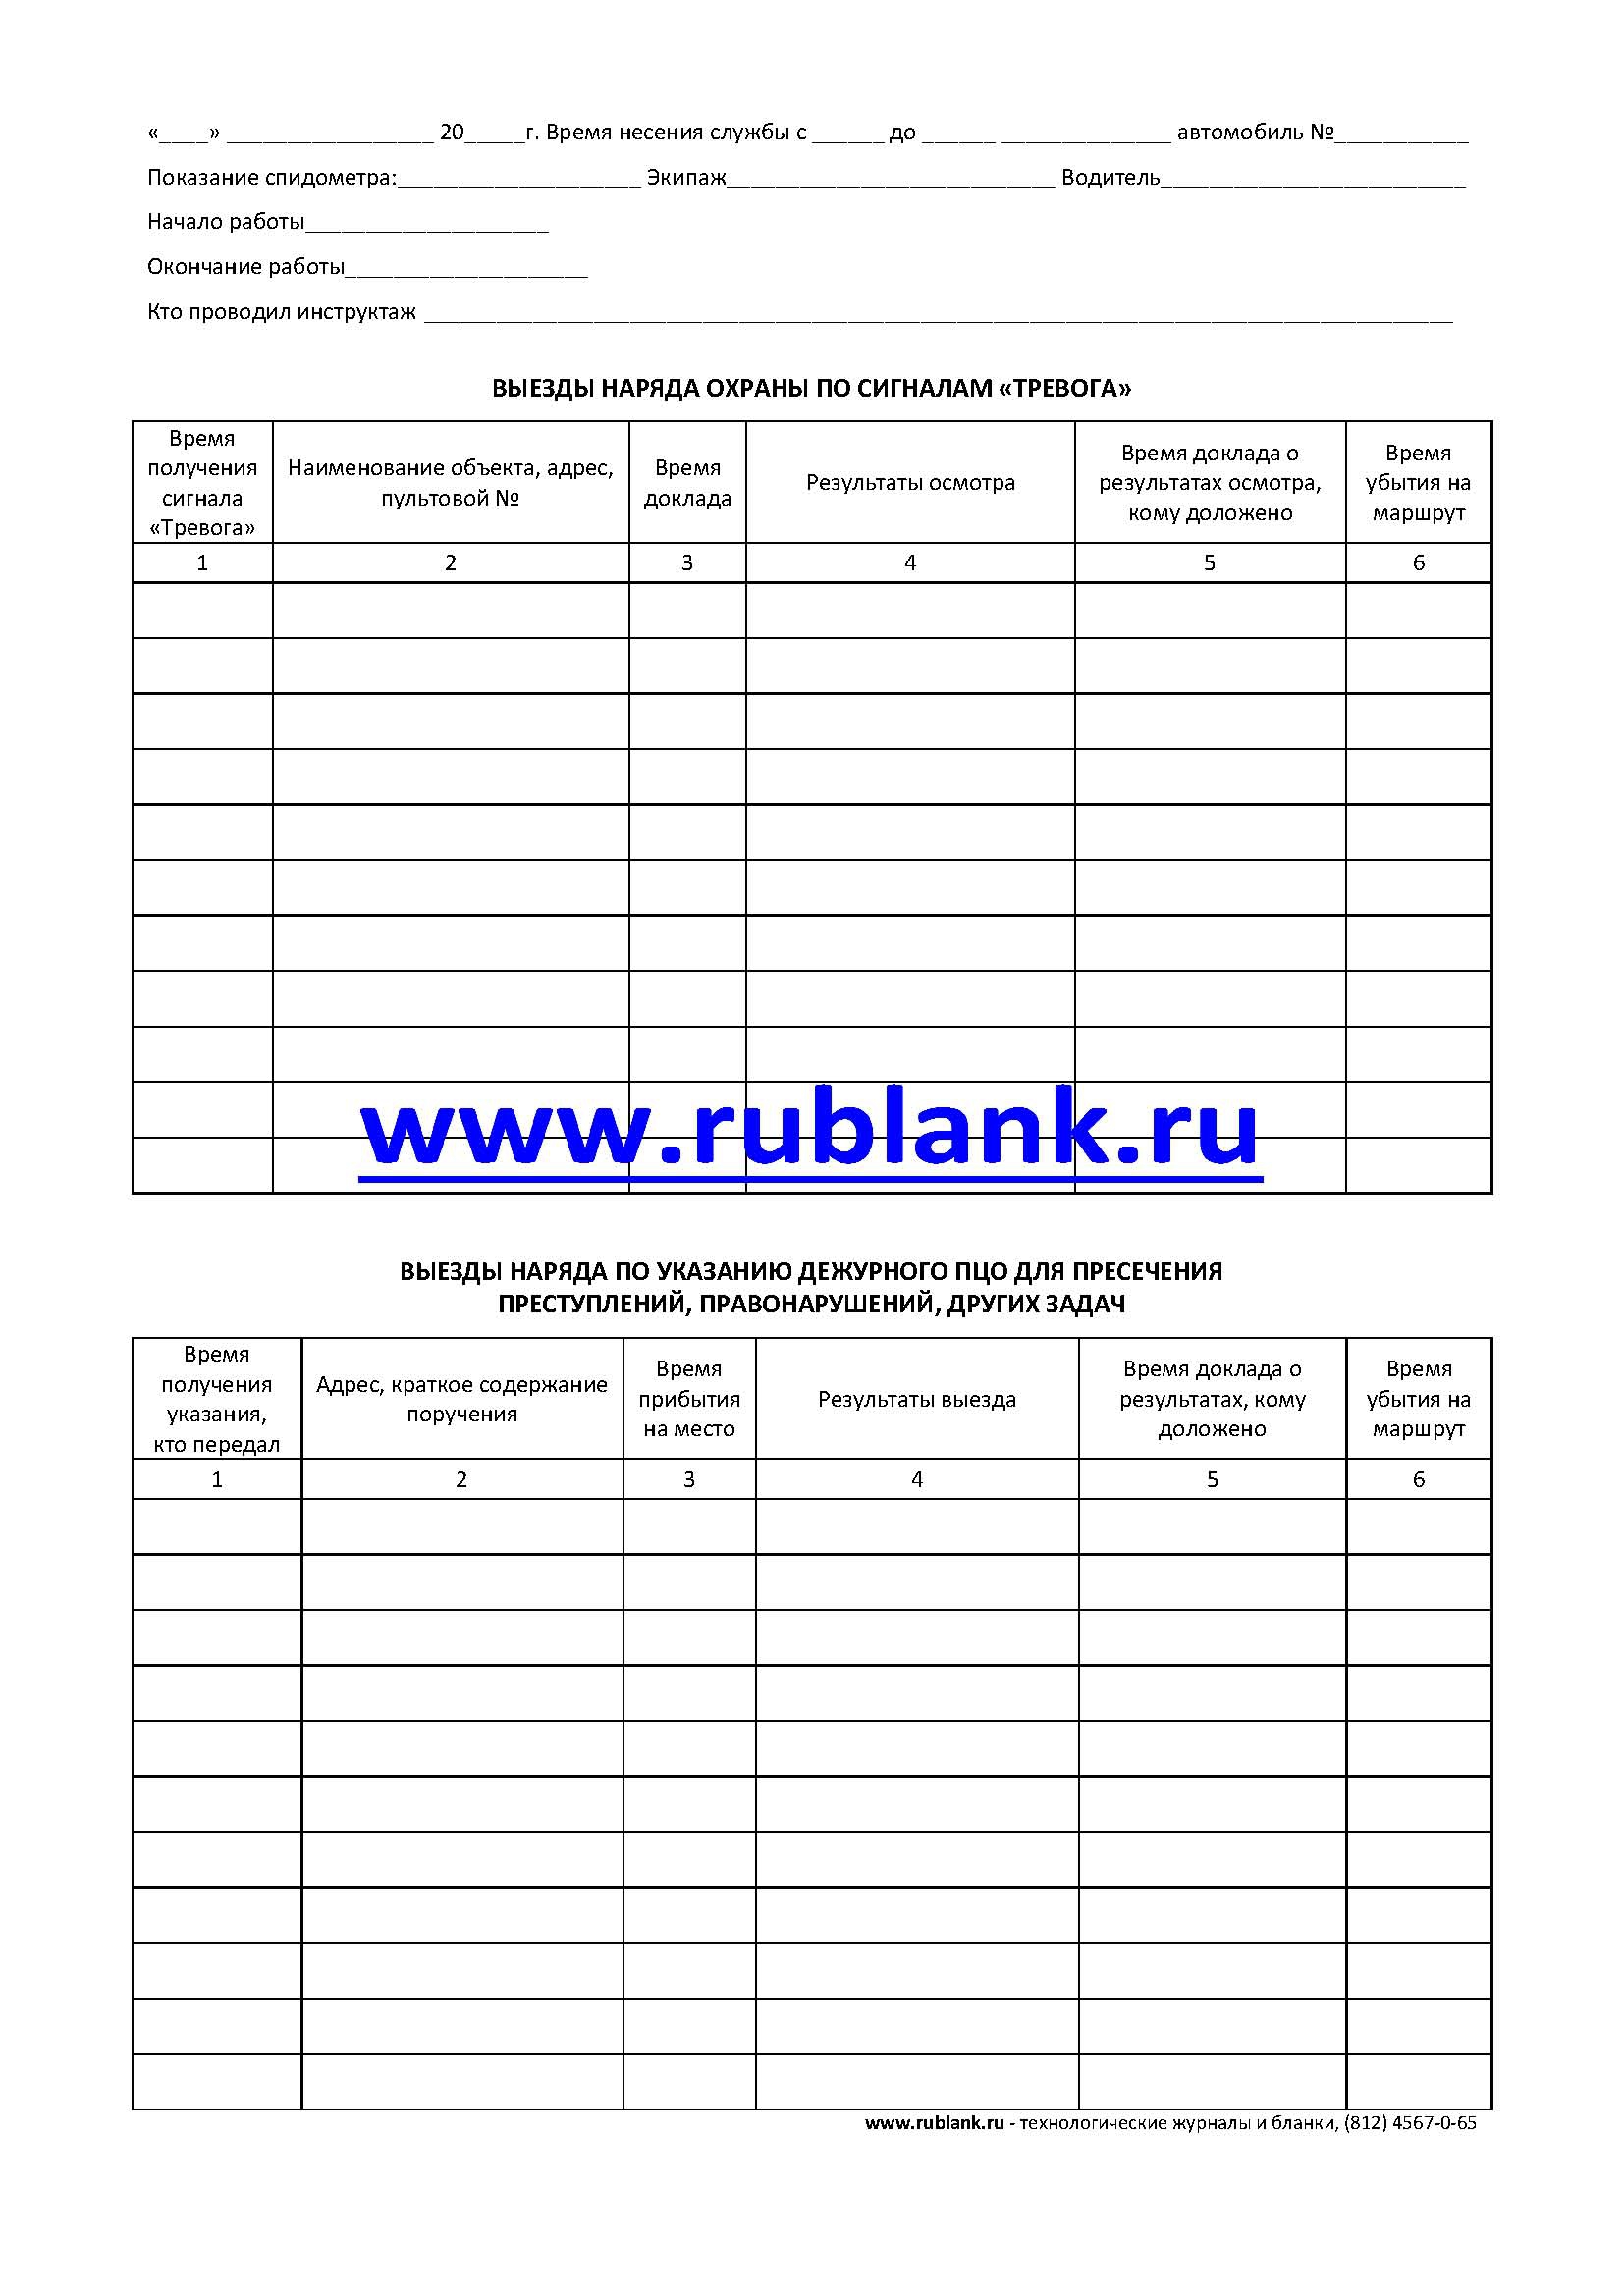 «____» _________________ 20_____г. Время несения службы с ______ до ______ ______________ автомобиль №___________
Показание спидометра:____________________ Экипаж___________________________ Водитель_________________________
Начало работы____________________
Окончание работы____________________
Кто проводил инструктаж _____________________________________________________________________________________
ВЫЕЗДЫ НАРЯДА ОХРАНЫ ПО СИГНАЛАМ «ТРЕВОГА»
Время
получения
сигнала
«Тревога»
Наименование объекта, адрес,
пультовой №
Время
доклада
Результаты осмотра
Время доклада о
результатах осмотра,
кому доложено
Время
убытия на
маршрут
1 2 3 4 5 6
www.rublank.ru
ВЫЕЗДЫ НАРЯДА ПО УКАЗАНИЮ ДЕЖУРНОГО ПЦО ДЛЯ ПРЕСЕЧЕНИЯ
ПРЕСТУПЛЕНИЙ, ПРАВОНАРУШЕНИЙ, ДРУГИХ ЗАДАЧ
Время
получения
указания,
кто передал
Адрес, краткое содержание
поручения
Время
прибытия
на место
Результаты выезда
Время доклада о
результатах, кому
доложено
Время
убытия на
маршрут
1 2 3 4 5 6
www.rublank.ru - технологические журналы и бланки, (812) 4567-0-65